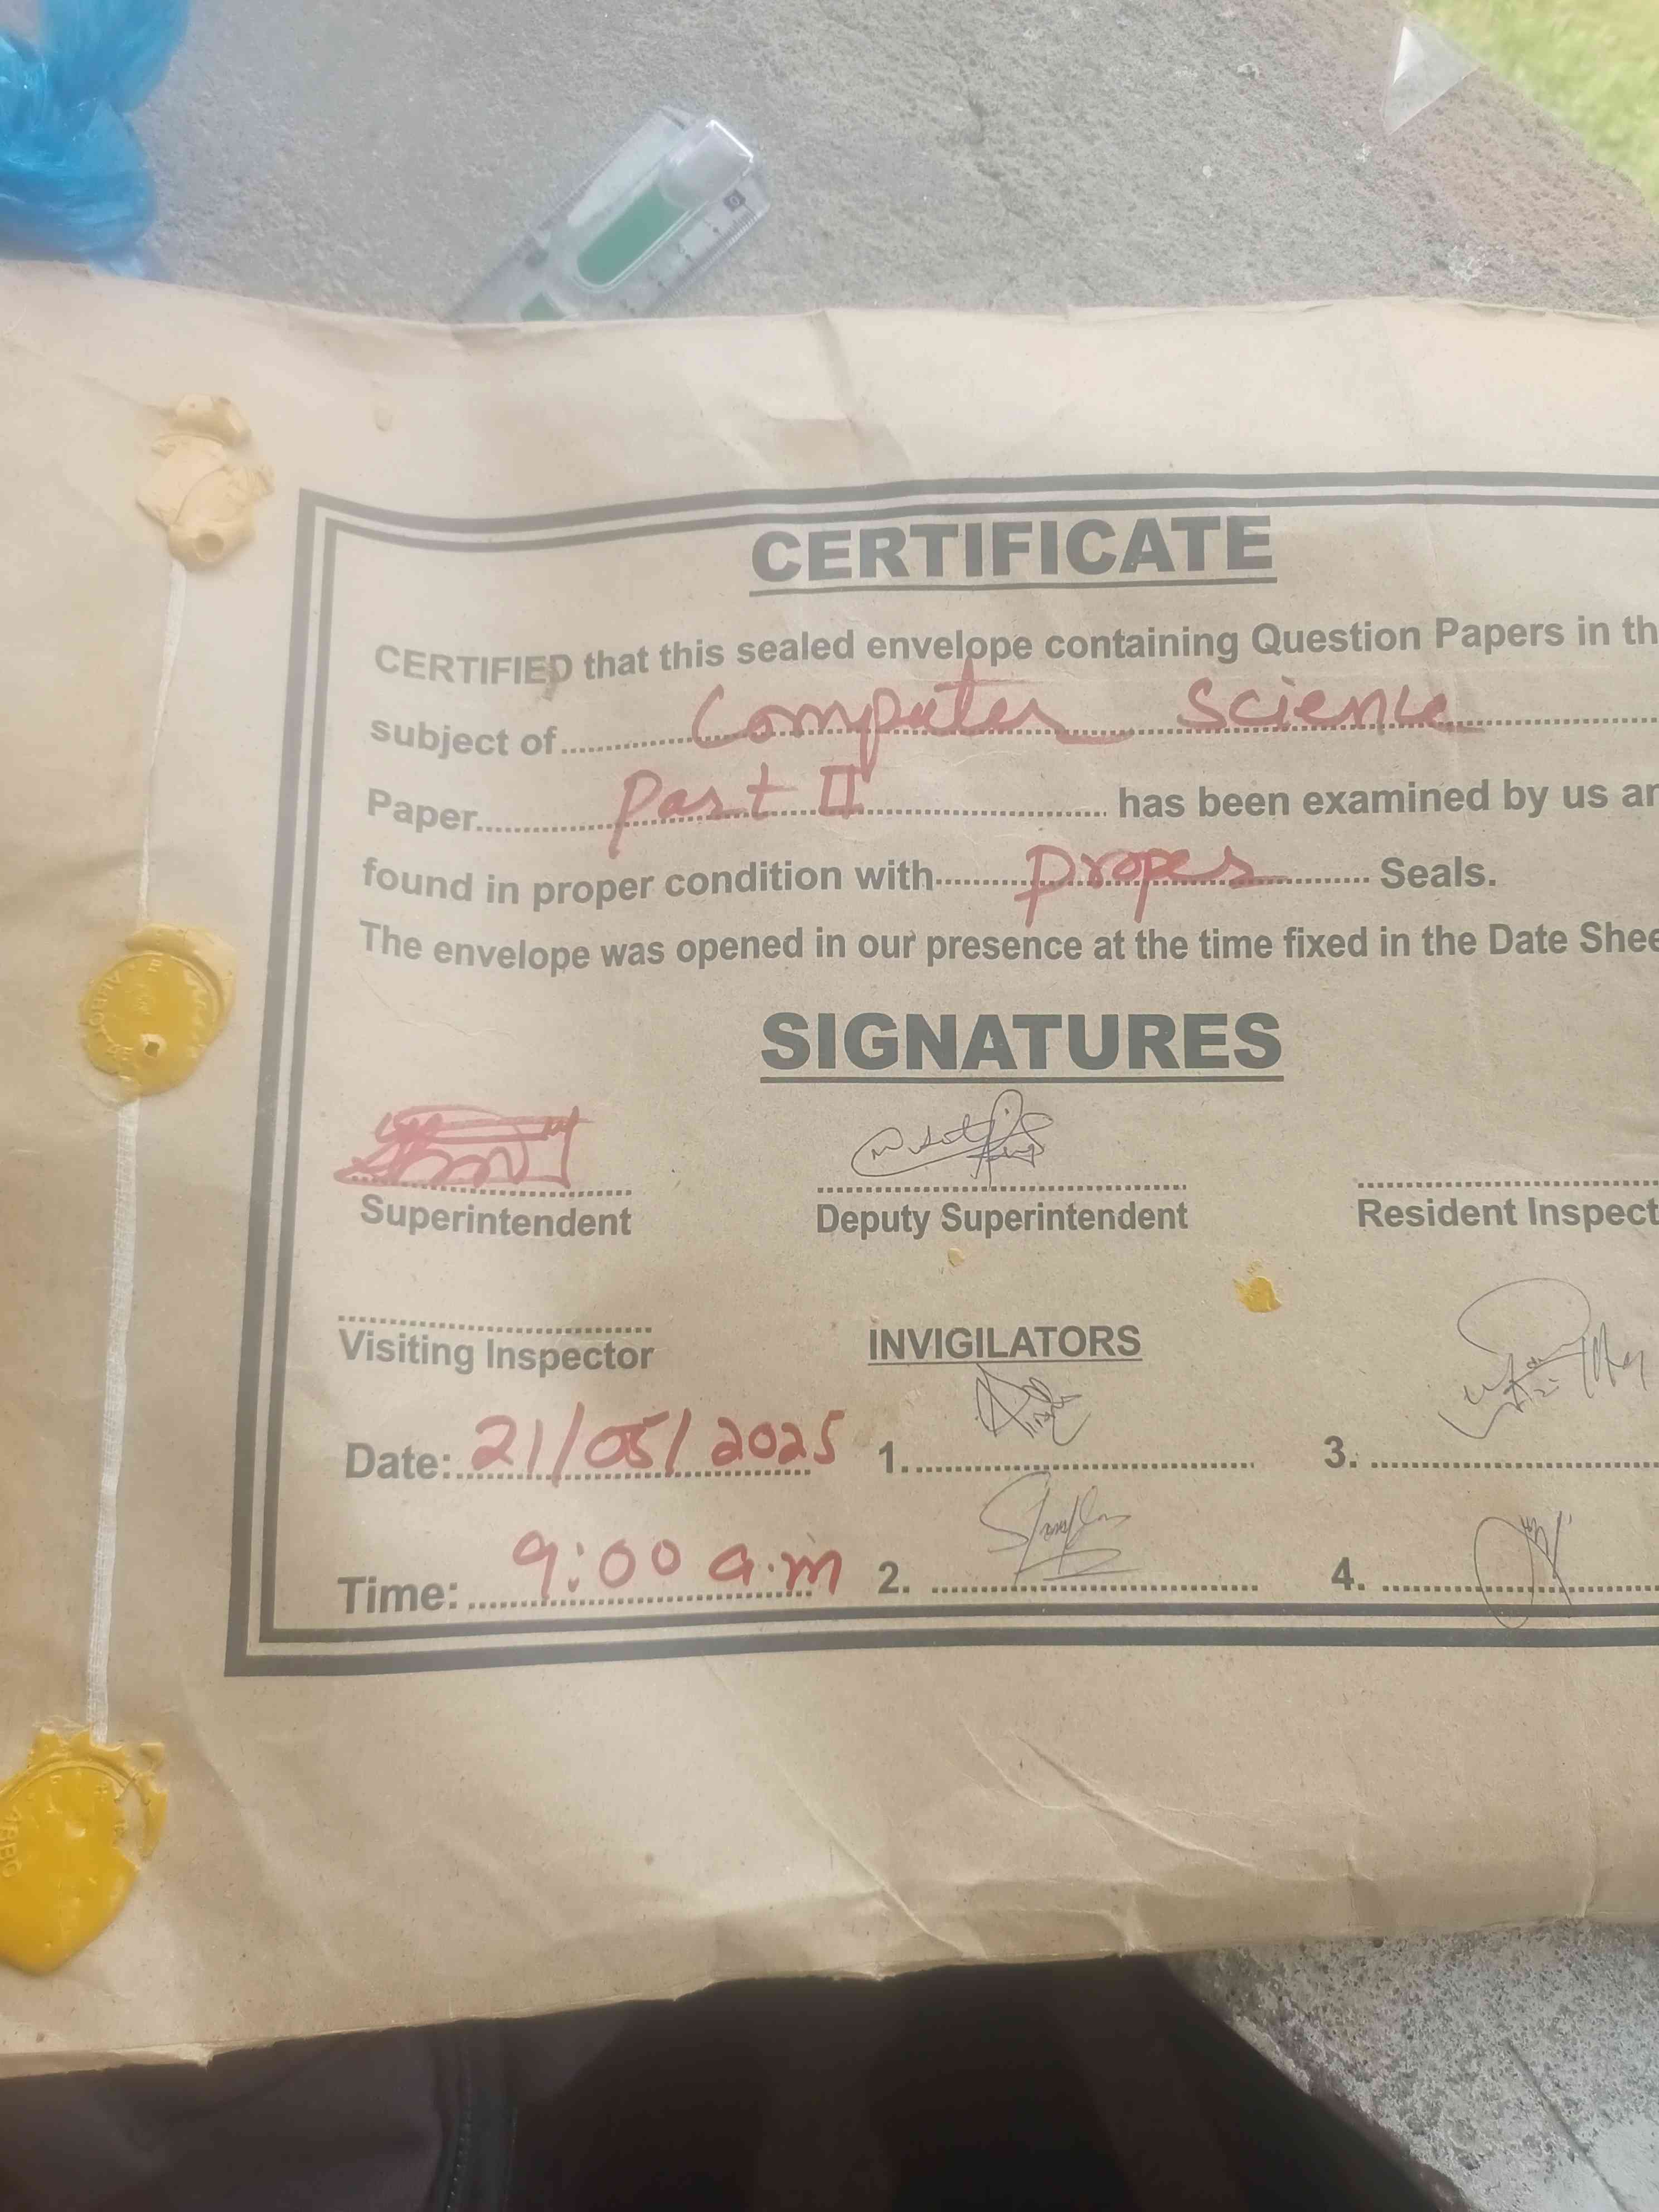 CERTIFICATE
CERTIFIED that this sealed envelope containing Question Papers in th
subject of Computer Science
Paper Part II has been examined by us an
found in proper condition with proper Seals.
The envelope was opened in our presence at the time fixed in the Date Shee
SIGNATURES
Superintendent Deputy Superintendent Resident Inspect
Visiting Inspector INVIGILATORS
Date: 21/05/2025 1. 3.
Time: 9:00 a.m 2. 4.